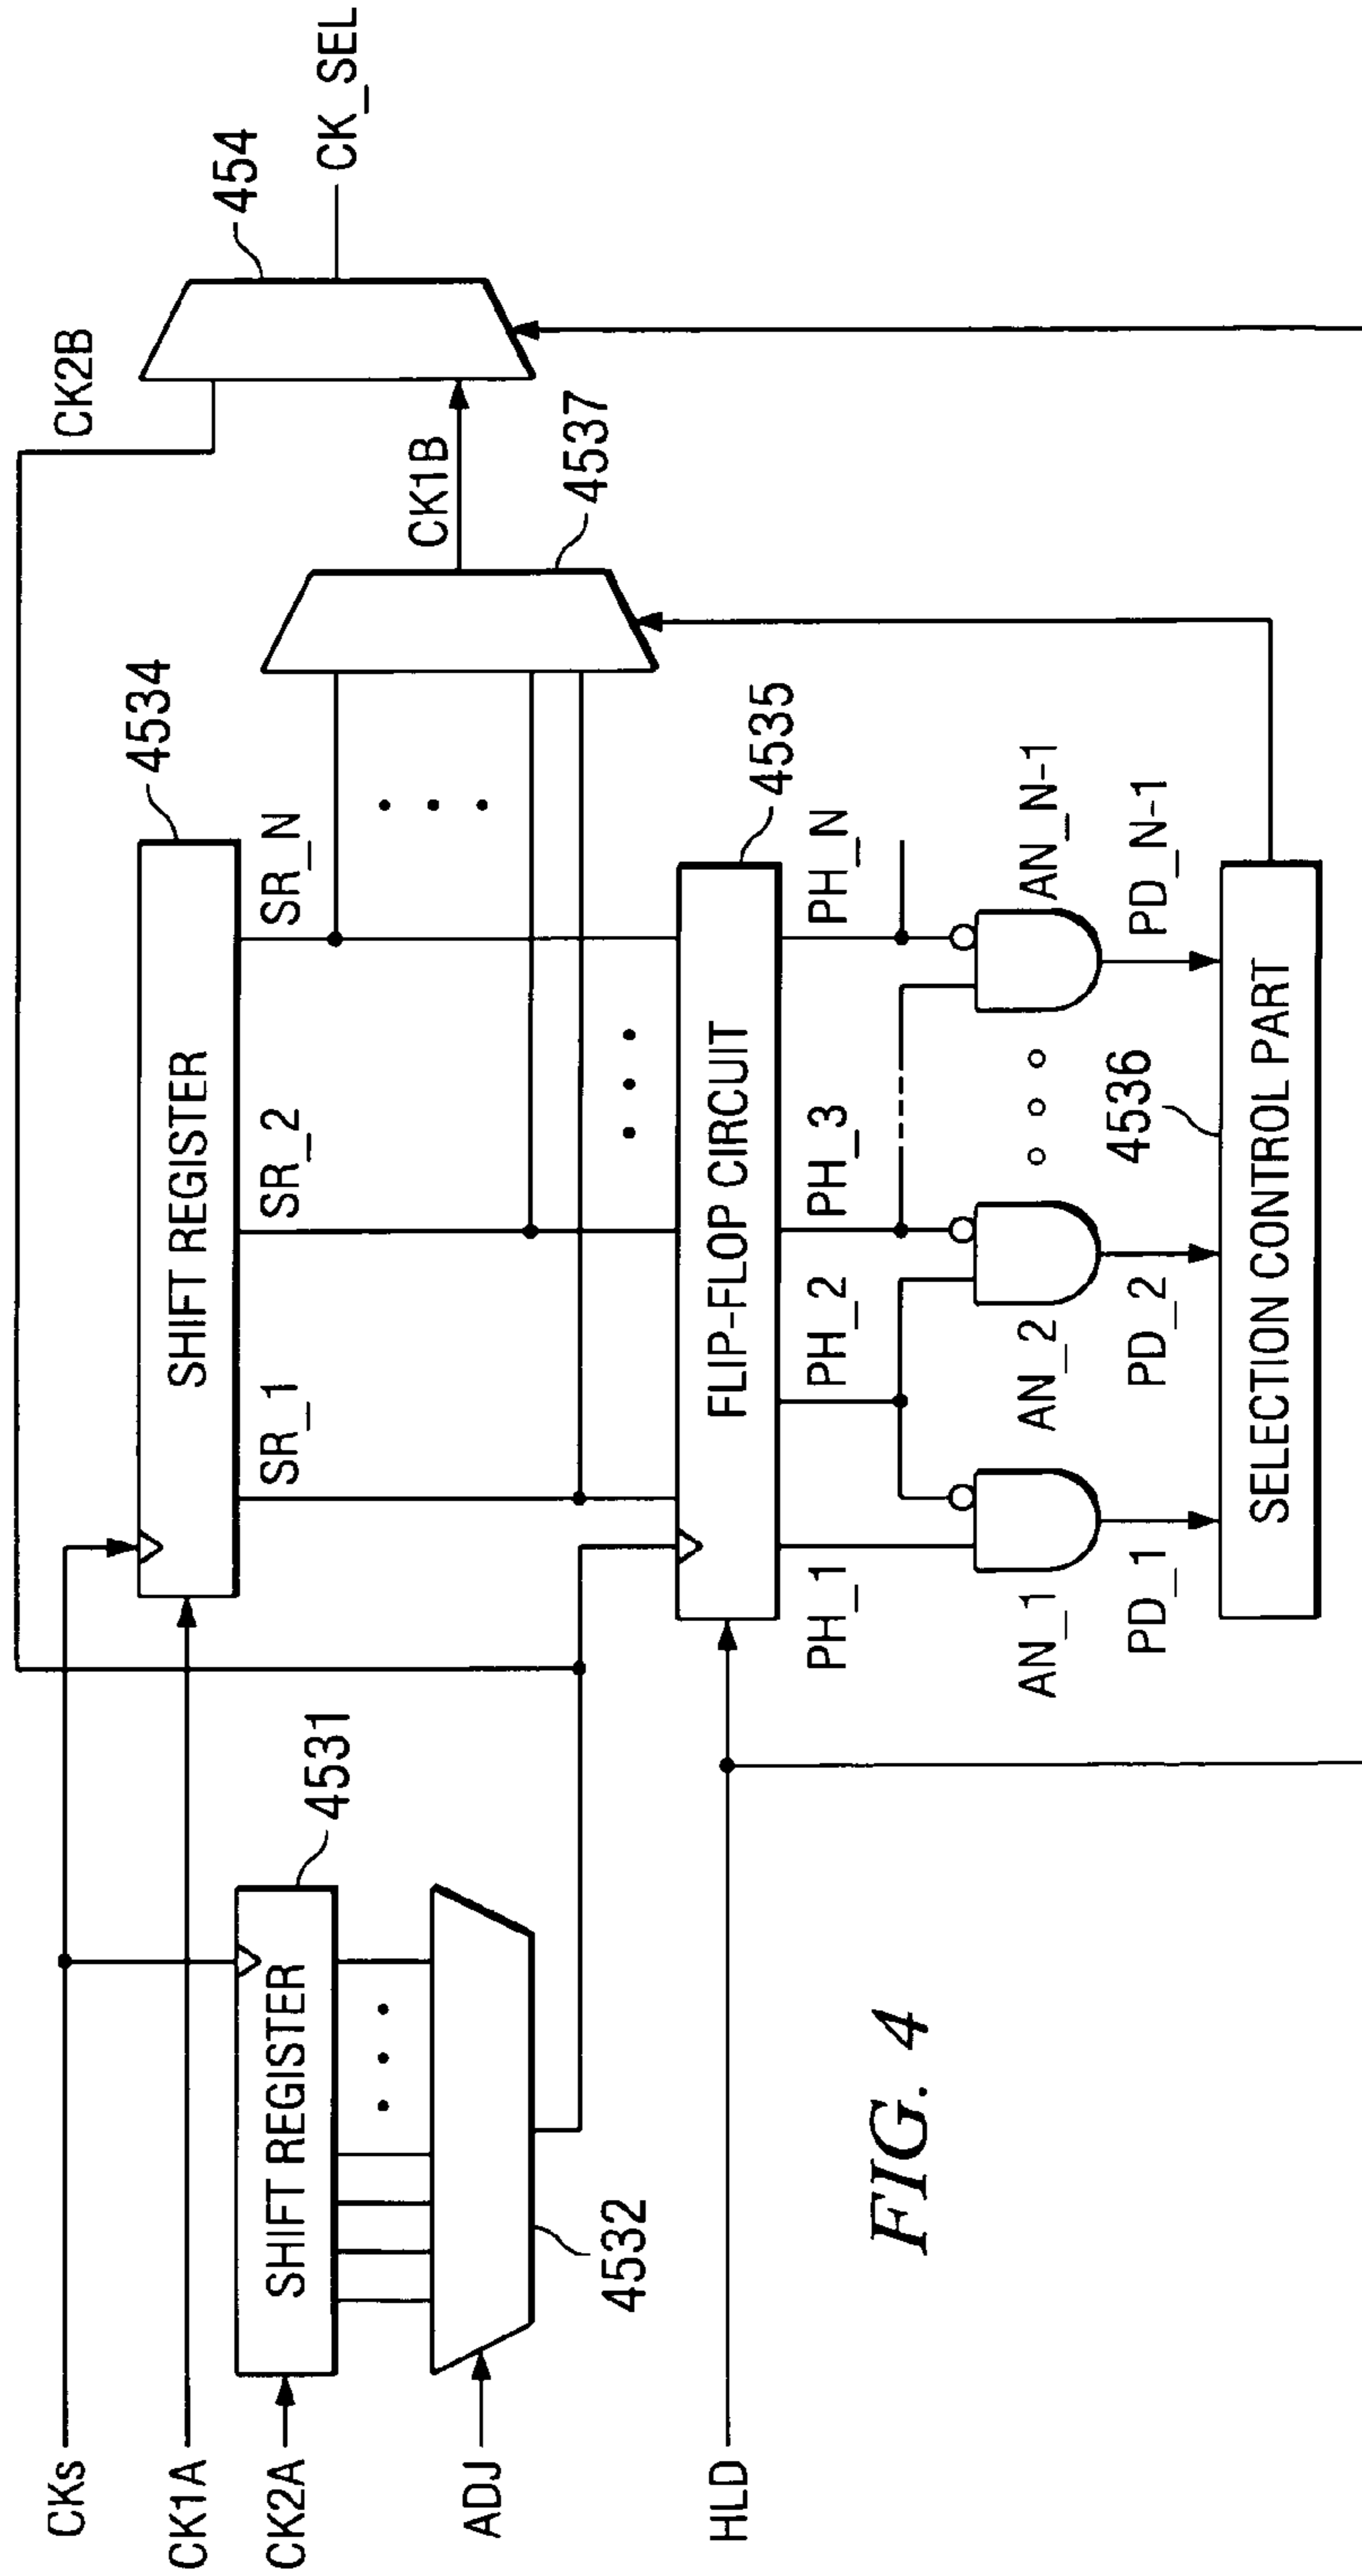 CKs
CK1A
CK2A
ADJ
HLD
SHIFT REGISTER
4531
4532
SHIFT REGISTER
4534
SR_1
SR_2
SR_N
FLIP-FLOP CIRCUIT
4535
PH_1
PH_2
PH_3
PH_N
AN_1
AN_2
AN_N-1
PD_1
PD_2
PD_N-1
4536
SELECTION CONTROL PART
4537
CK1B
CK2B
454
CK_SEL
FIG. 4